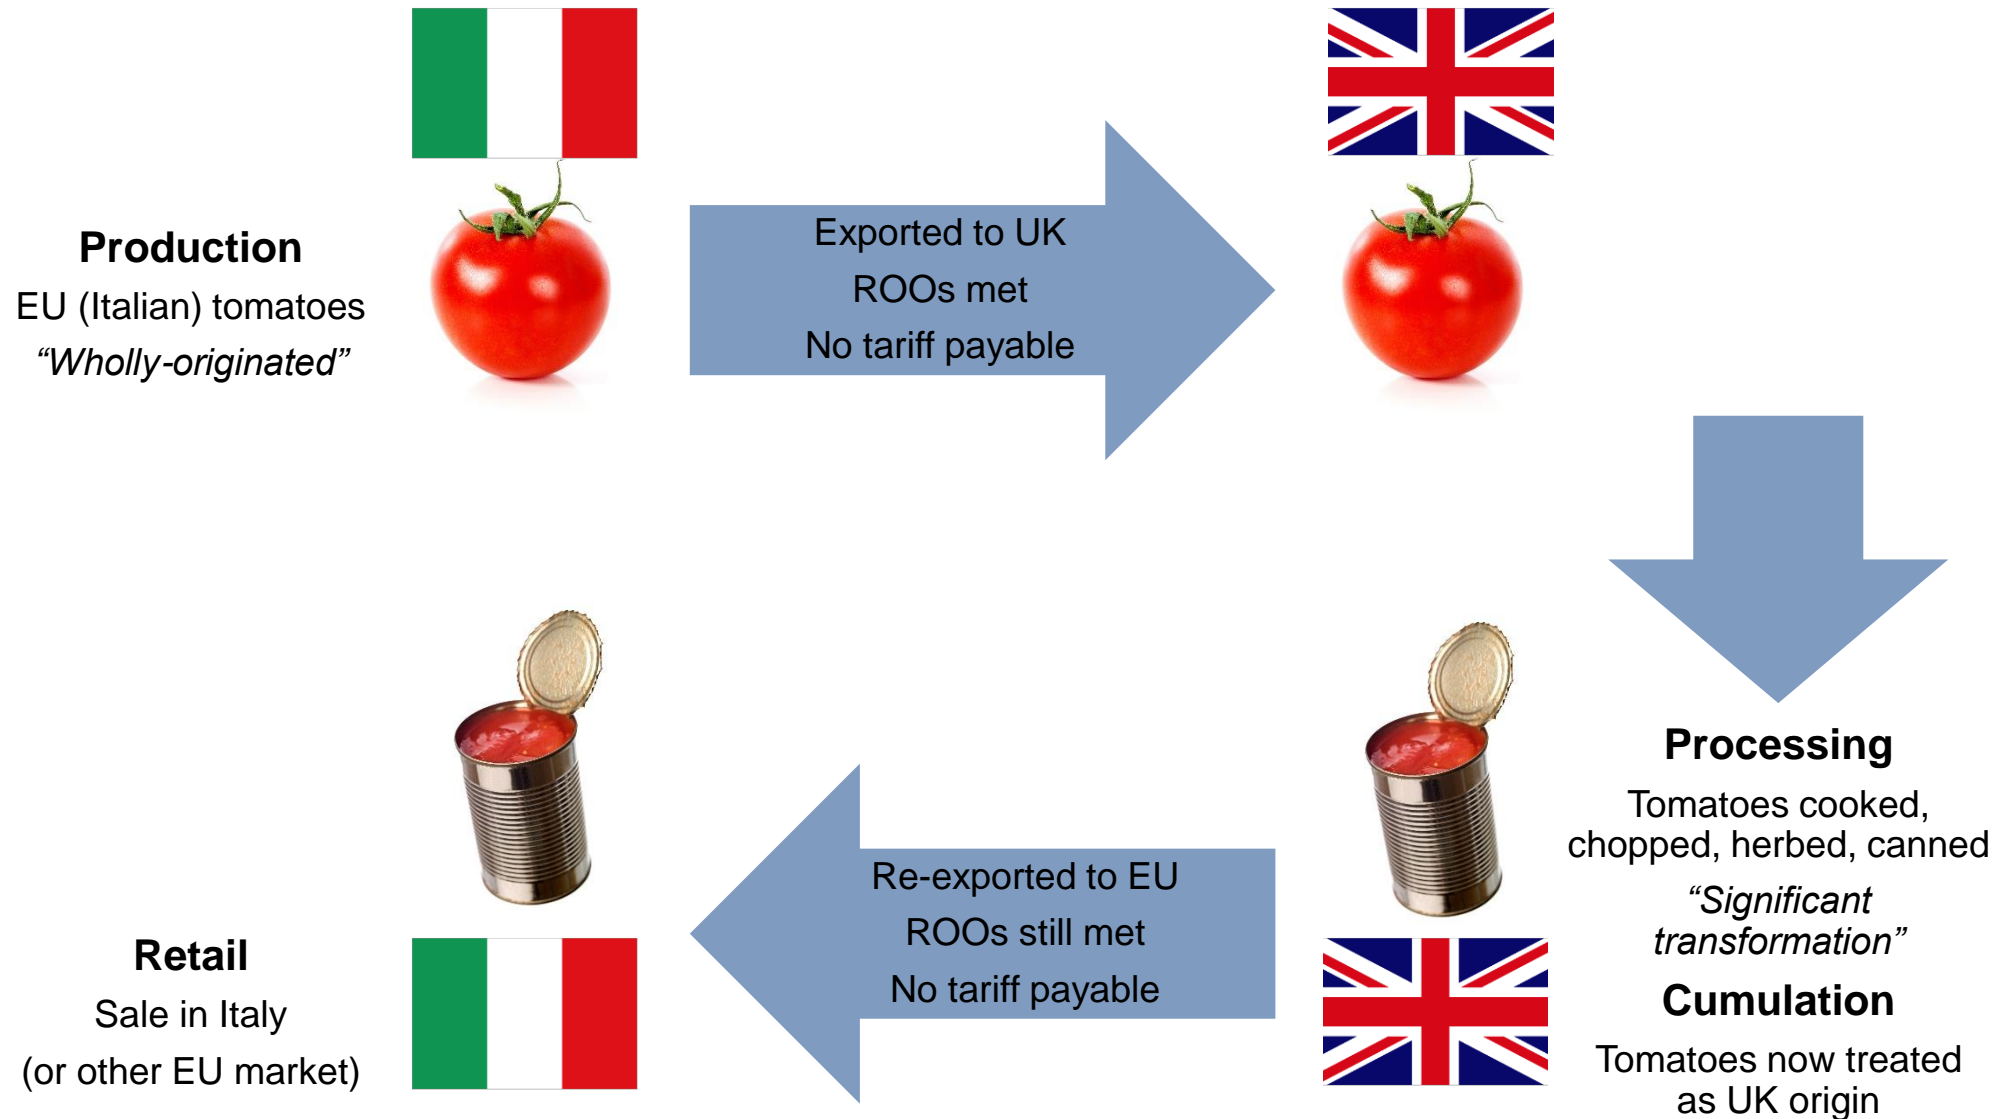 Production
EU (Italian) tomatoes
“Wholly-originated”
Exported to UK
ROOs met
No tariff payable
Processing
Tomatoes cooked,
chopped, herbed, canned
“Significant
transformation”
Cumulation
Tomatoes now treated
as UK origin
Re-exported to EU
ROOs still met
No tariff payable
Retail
Sale in Italy
(or other EU market)